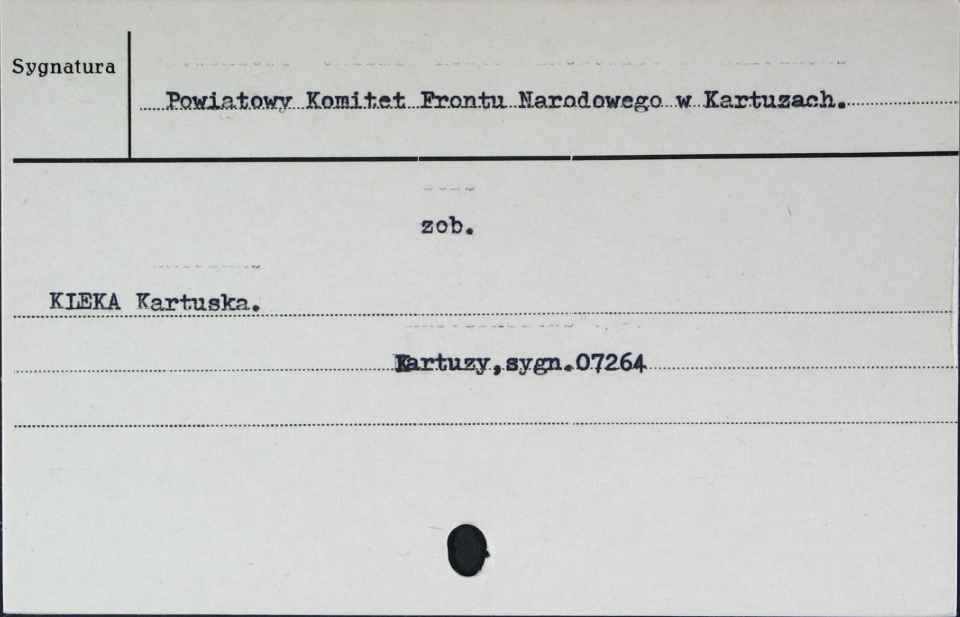 Sygnatura
Powiatowy Komitet Frontu Narodowego w Kartuzach.
zob.
KLEKA Kartuska.
Kartuzy,sygn.07264